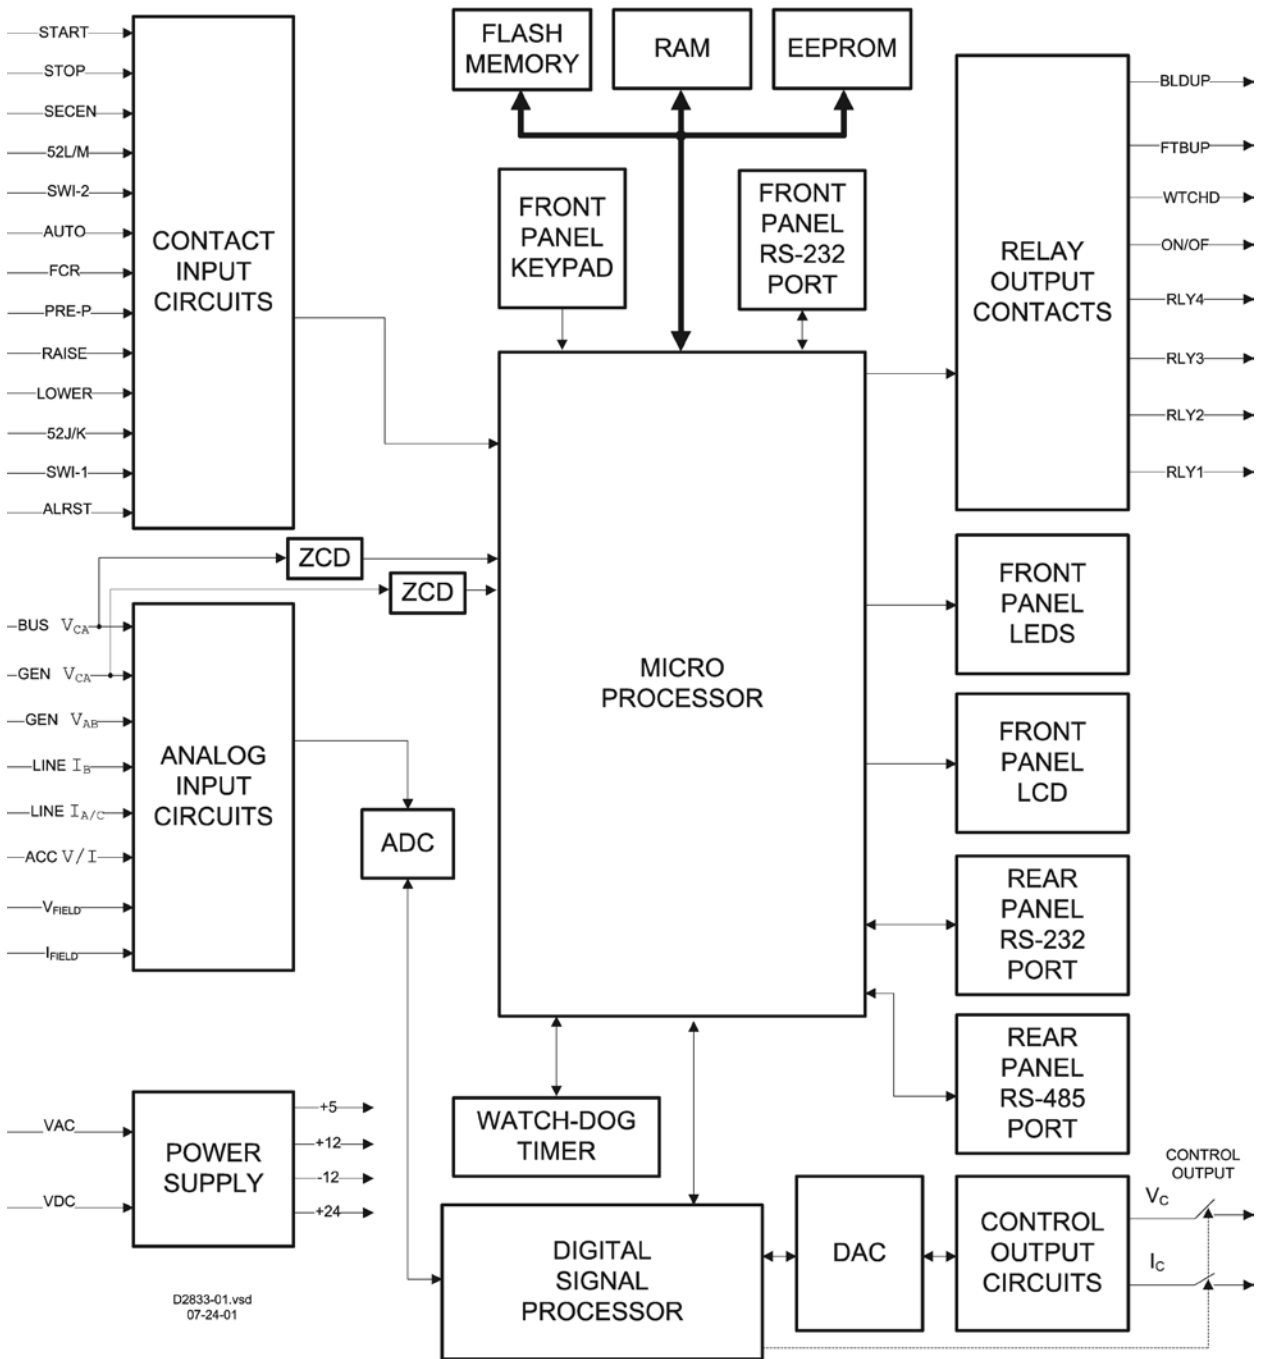 START
STOP
SECEN
52L/M
SWI-2
AUTO
FCR
PRE-P
RAISE
LOWER
52J/K
SWI-1
ALRST
CONTACT
INPUT
CIRCUITS
FLASH
MEMORY
RAM
EEPROM
FRONT
PANEL
KEYPAD
FRONT
PANEL
RS-232
PORT
RELAY
OUTPUT
CONTACTS
BLDUP
FTBUP
WTCHD
ON/OF
RLY4
RLY3
RLY2
RLY1
ZCD
ZCD
BUS VCA
GEN VCA
GEN VAB
LINE IB
LINE IA/C
ACC V/I
VFIELD
IFIELD
ANALOG
INPUT
CIRCUITS
ADC
MICRO
PROCESSOR
FRONT
PANEL
LEDS
FRONT
PANEL
LCD
REAR
PANEL
RS-232
PORT
REAR
PANEL
RS-485
PORT
VAC
VDC
POWER
SUPPLY
+5
+12
-12
+24
WATCH-DOG
TIMER
DIGITAL
SIGNAL
PROCESSOR
DAC
CONTROL
OUTPUT
CIRCUITS
CONTROL
OUTPUT
VC
IC
D2833-01.vsd
07-24-01